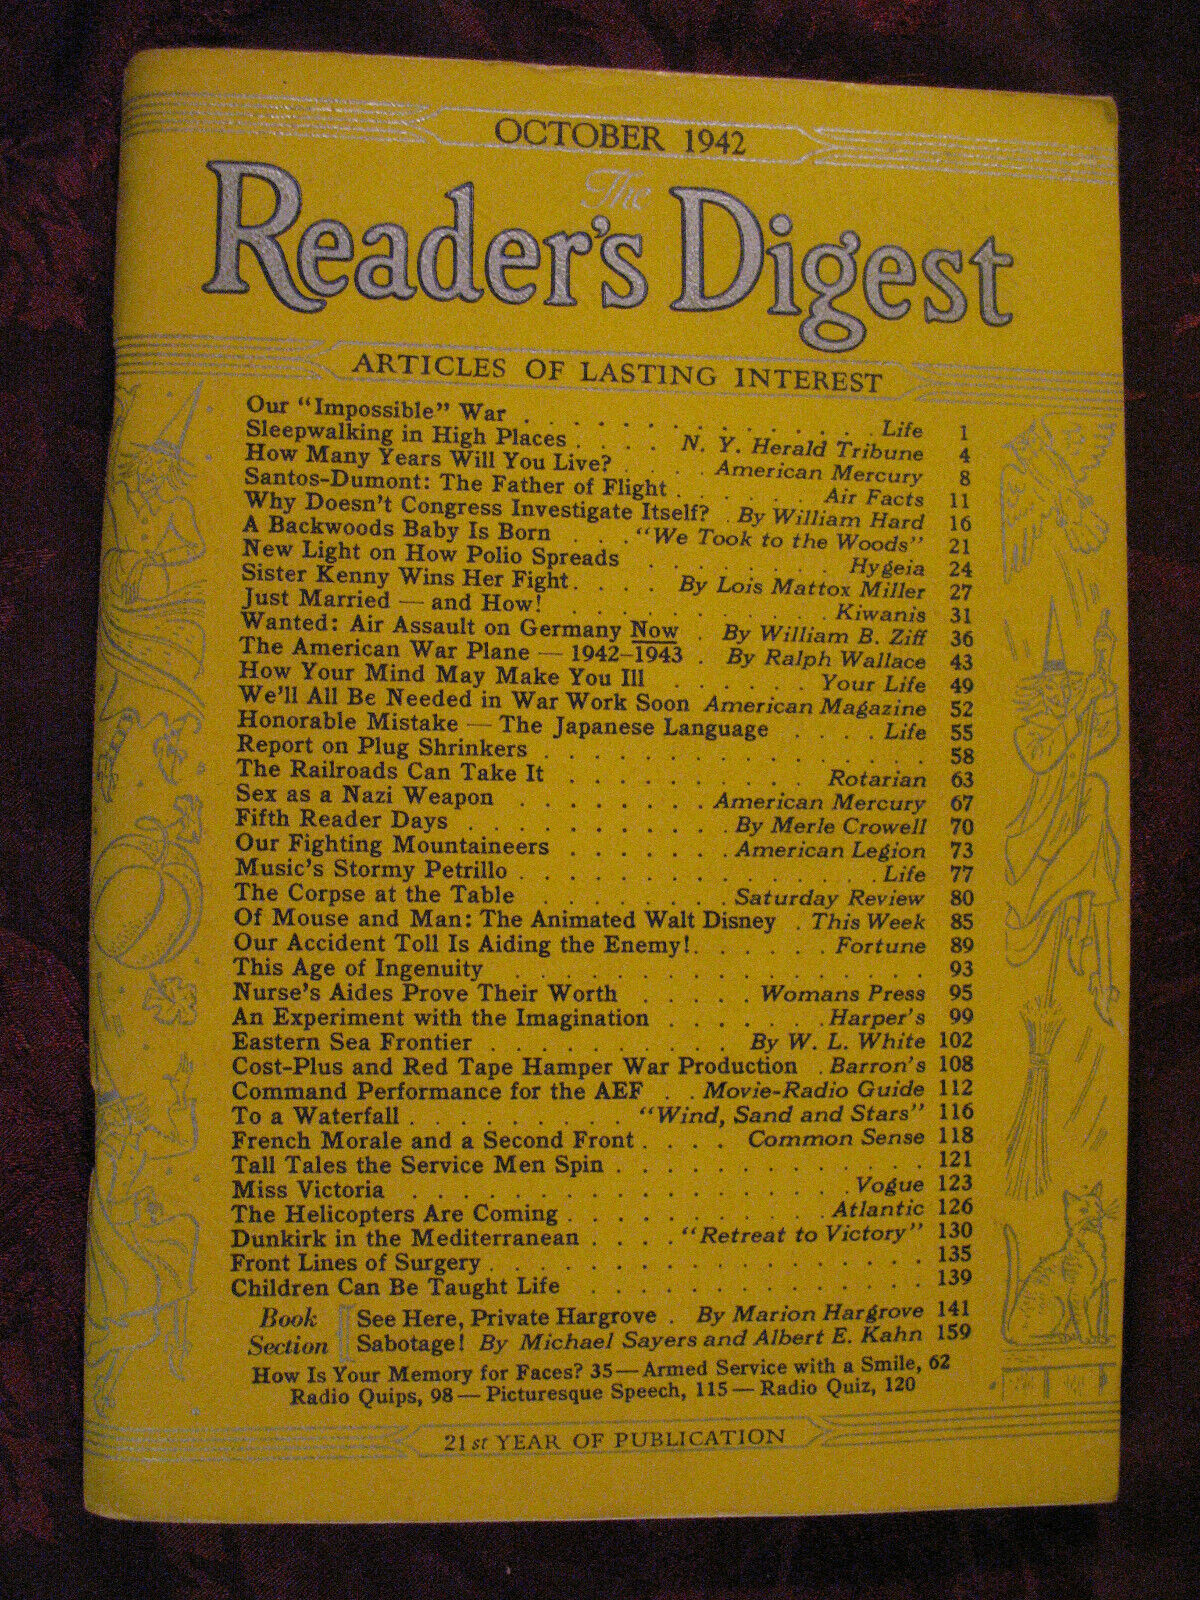 OCTOBER 1942
The
Reader's Digest
ARTICLES OF LASTING INTEREST
Our "Impossible" War . . . . . . . . . . . . . . Life 1
Sleepwalking in High Places . . . . N. Y. Herald Tribune 4
How Many Years Will You Live? . . . . American Mercury 8
Santos-Dumont: The Father of Flight . . . . . . Air Facts 11
Why Doesn't Congress Investigate Itself? . By William Hard 16
A Backwoods Baby Is Born . . . "We Took to the Woods" 21
New Light on How Polio Spreads . . . . . . . . Hygeia 24
Sister Kenny Wins Her Fight . . . . By Lois Mattox Miller 27
Just Married — and How! . . . . . . . . . . . Kiwanis 31
Wanted: Air Assault on Germany Now . By William B. Ziff 36
The American War Plane — 1942–1943 . By Ralph Wallace 43
How Your Mind May Make You Ill . . . . . . Your Life 49
We'll All Be Needed in War Work Soon American Magazine 52
Honorable Mistake — The Japanese Language . . . . Life 55
Report on Plug Shrinkers . . . . . . . . . . . . . . . 58
The Railroads Can Take It . . . . . . . . . . Rotarian 63
Sex as a Nazi Weapon . . . . . . . . American Mercury 67
Fifth Reader Days . . . . . . . . . . . By Merle Crowell 70
Our Fighting Mountaineers . . . . . . . American Legion 73
Music's Stormy Petrillo . . . . . . . . . . . . . . Life 77
The Corpse at the Table . . . . . . . . Saturday Review 80
Of Mouse and Man: The Animated Walt Disney . This Week 85
Our Accident Toll Is Aiding the Enemy! . . . . . . Fortune 89
This Age of Ingenuity . . . . . . . . . . . . . . . . 93
Nurse's Aides Prove Their Worth . . . . . Womans Press 95
An Experiment with the Imagination . . . . . . . Harper's 99
Eastern Sea Frontier . . . . . . . . . . By W. L. White 102
Cost-Plus and Red Tape Hamper War Production . Barron's 108
Command Performance for the AEF . . Movie-Radio Guide 112
To a Waterfall . . . . . . . . . "Wind, Sand and Stars" 116
French Morale and a Second Front . . . . Common Sense 118
Tall Tales the Service Men Spin . . . . . . . . . . . . 121
Miss Victoria . . . . . . . . . . . . . . . . . . Vogue 123
The Helicopters Are Coming . . . . . . . . . . . Atlantic 126
Dunkirk in the Mediterranean . . . . "Retreat to Victory" 130
Front Lines of Surgery . . . . . . . . . . . . . . . . . 135
Children Can Be Taught Life . . . . . . . . . . . . . 139
Book See Here, Private Hargrove . By Marion Hargrove 141
Section Sabotage! By Michael Sayers and Albert E. Kahn 159
How Is Your Memory for Faces? 35 — Armed Service with a Smile, 62
Radio Quips, 98 — Picturesque Speech, 115 — Radio Quiz, 120
21st YEAR OF PUBLICATION